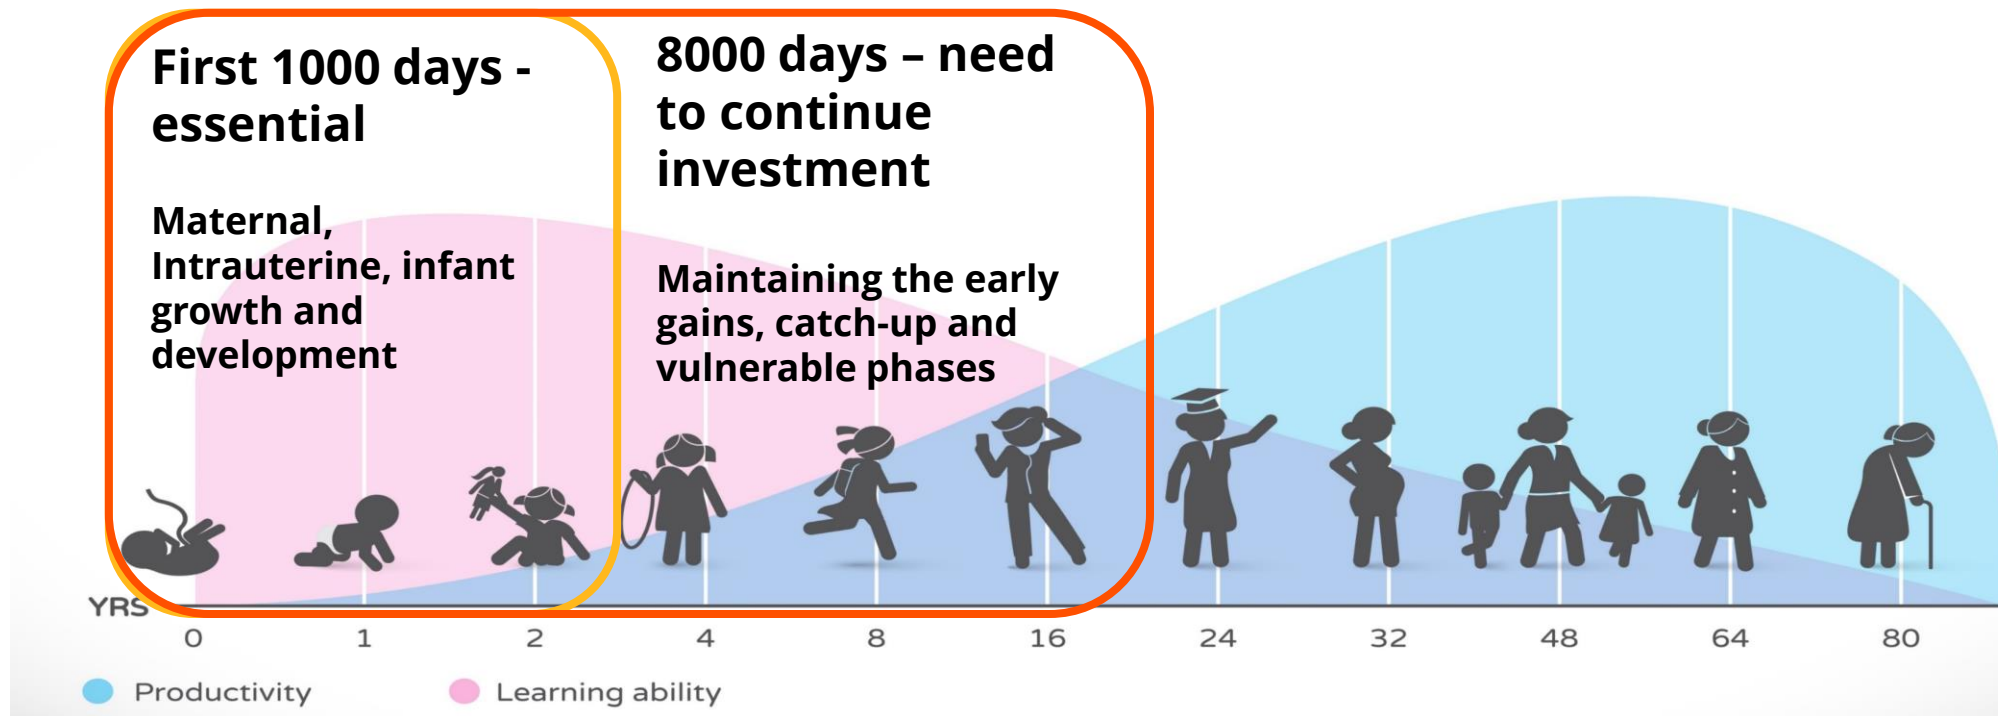 First 1000 days -
essential
Maternal,
Intrauterine, infant
growth and
development
8000 days – need
to continue
investment
Maintaining the early
gains, catch-up and
vulnerable phases
YRS
0 1 2 4 8 16 24 32 48 64 80
Productivity Learning ability